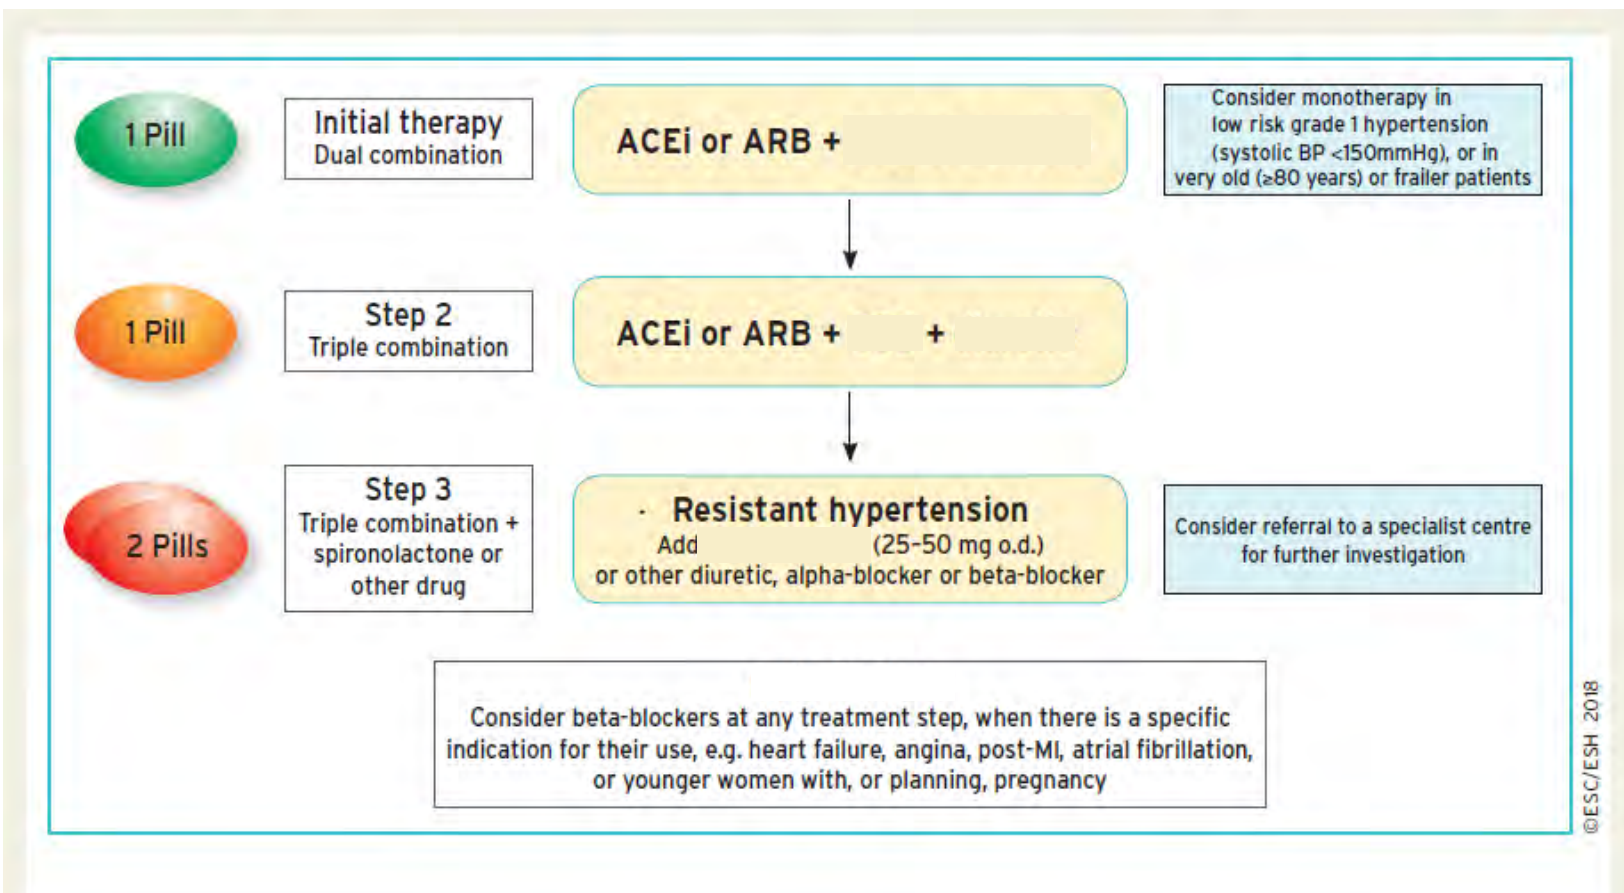 1 Pill
Initial therapy
Dual combination
ACEi or ARB +
Consider monotherapy in
low risk grade 1 hypertension
(systolic BP <150mmHg), or in
very old (≥80 years) or frailer patients
1 Pill
Step 2
Triple combination
ACEi or ARB + +
2 Pills
Step 3
Triple combination +
spironolactone or
other drug
Resistant hypertension
Add (25–50 mg o.d.)
or other diuretic, alpha-blocker or beta-blocker
Consider referral to a specialist centre
for further investigation
Consider beta-blockers at any treatment step, when there is a specific
indication for their use, e.g. heart failure, angina, post-MI, atrial fibrillation,
or younger women with, or planning, pregnancy
©ESC/ESH 2018